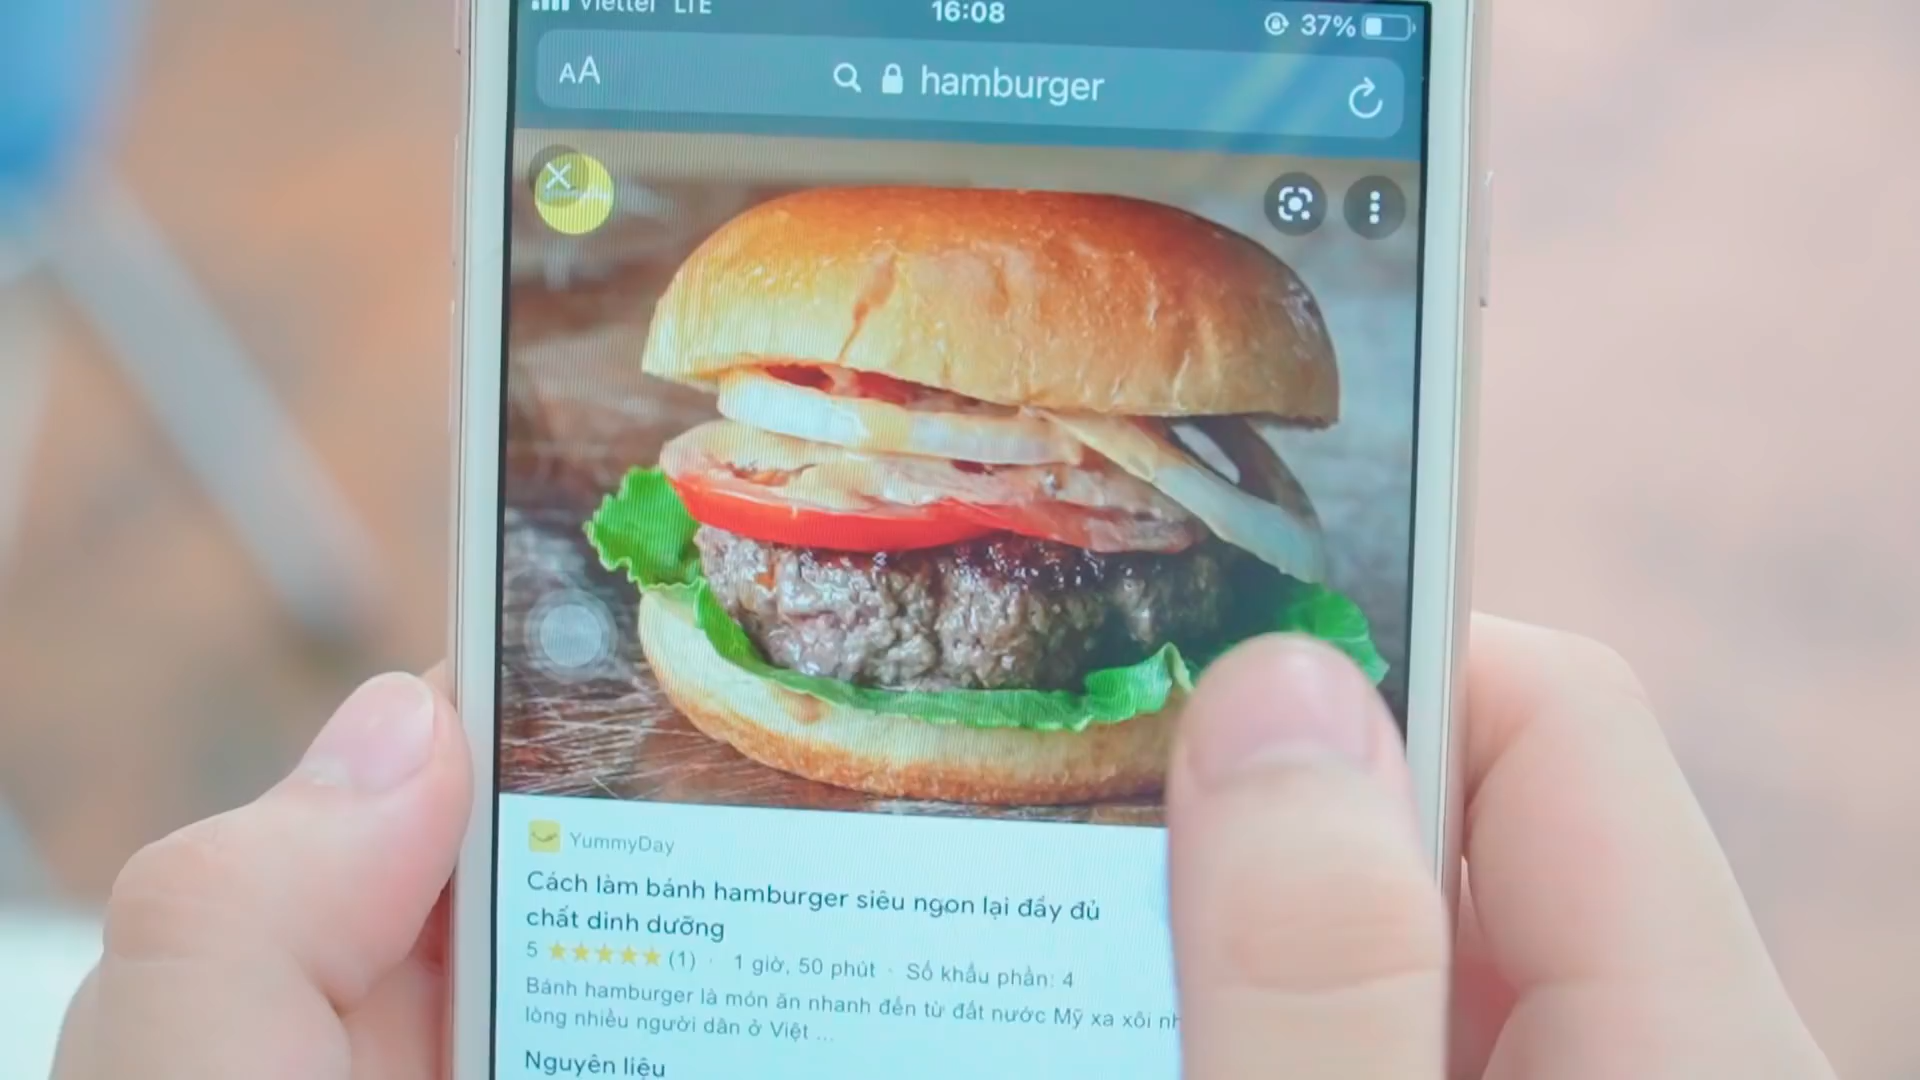 Viettel LTE 16:08 37%
AA hamburger
YummyDay
Cách làm bánh hamburger siêu ngon lại đầy đủ
chất dinh dưỡng
5 ★★★★★ (1) · 1 giờ, 50 phút · Số khẩu phần: 4
Bánh hamburger là món ăn nhanh đến từ đất nước Mỹ xa xôi nh
lòng nhiều người dân ở Việt ...
Nguyên liệu